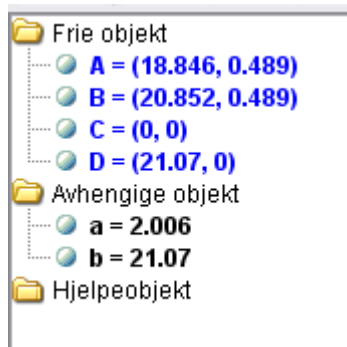 Frie objekt
A = (18.846, 0.489)
B = (20.852, 0.489)
C = (0, 0)
D = (21.07, 0)
Avhengige objekt
a = 2.006
b = 21.07
Hjelpeobjekt